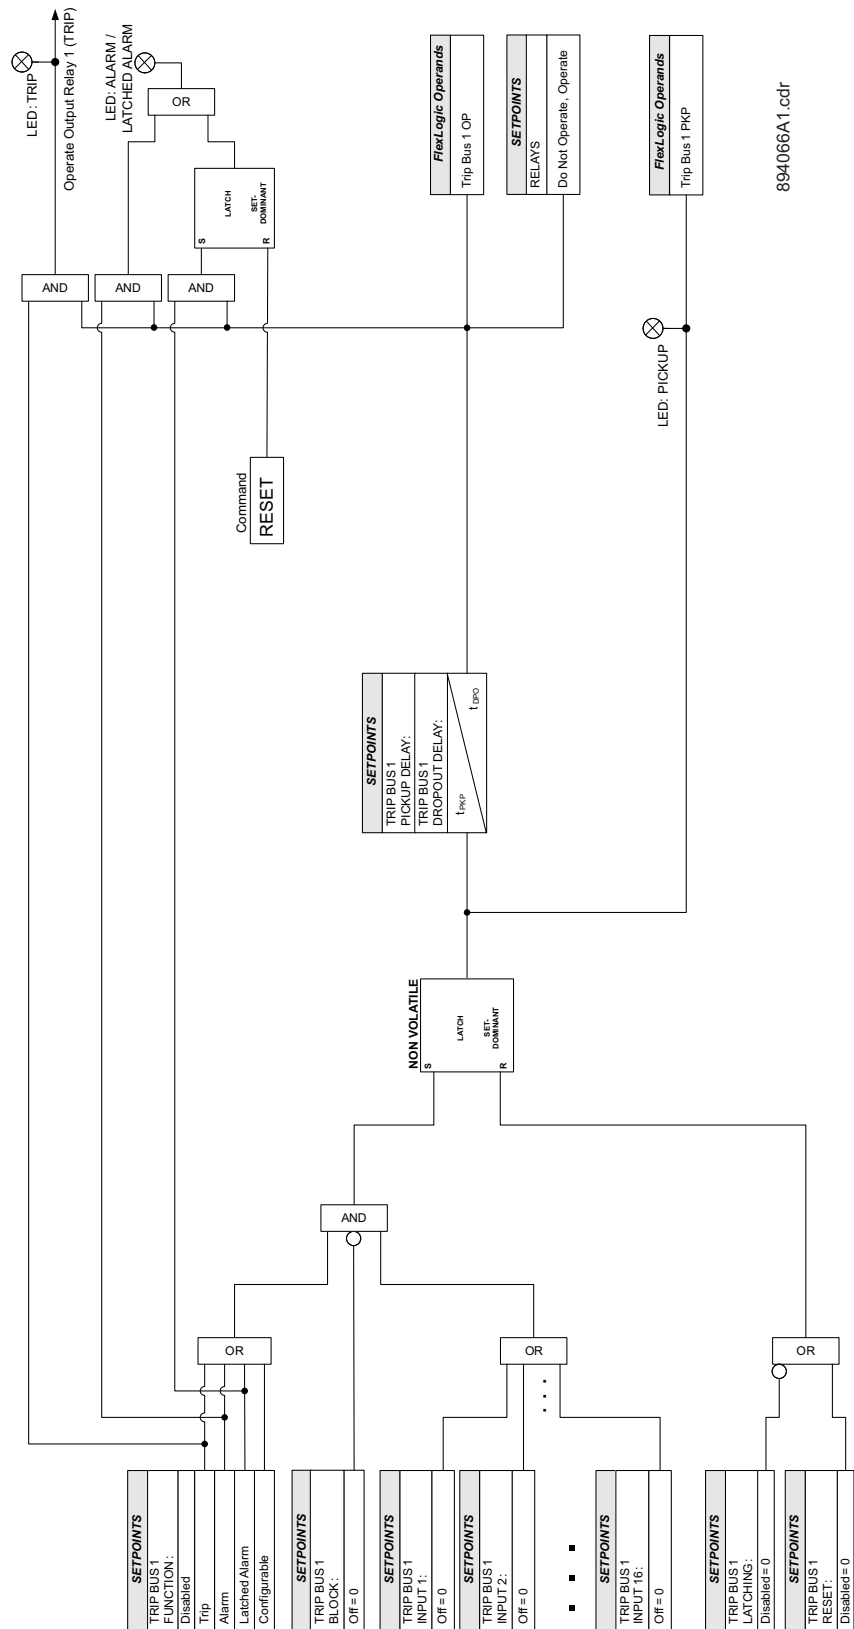 SETPOINTS
TRIP BUS 1
FUNCTION :
Disabled
Trip
Alarm
Latched Alarm
Configurable
SETPOINTS
TRIP BUS 1
BLOCK:
Off = 0
SETPOINTS
TRIP BUS 1
INPUT 1:
Off = 0
SETPOINTS
TRIP BUS 1
INPUT 2:
Off = 0
SETPOINTS
TRIP BUS 1
INPUT 16:
Off = 0
SETPOINTS
TRIP BUS 1
LATCHING:
Disabled = 0
SETPOINTS
TRIP BUS 1
RESET:
Disabled = 0
OR
OR
OR
AND
NON VOLATILE
S
LATCH
SET-
DOMINANT
R
SETPOINTS
TRIP BUS 1
PICKUP DELAY:
TRIP BUS 1
DROPOUT DELAY:
t PKP
t DPO
Command
RESET
AND
AND
AND
S
LATCH
SET-
DOMINANT
R
OR
LED: TRIP
Operate Output Relay 1 (TRIP)
LED: ALARM /
LATCHED ALARM
FlexLogic Operands
Trip Bus 1 OP
SETPOINTS
RELAYS
Do Not Operate, Operate
LED: PICKUP
FlexLogic Operands
Trip Bus 1 PKP
894066A1.cdr